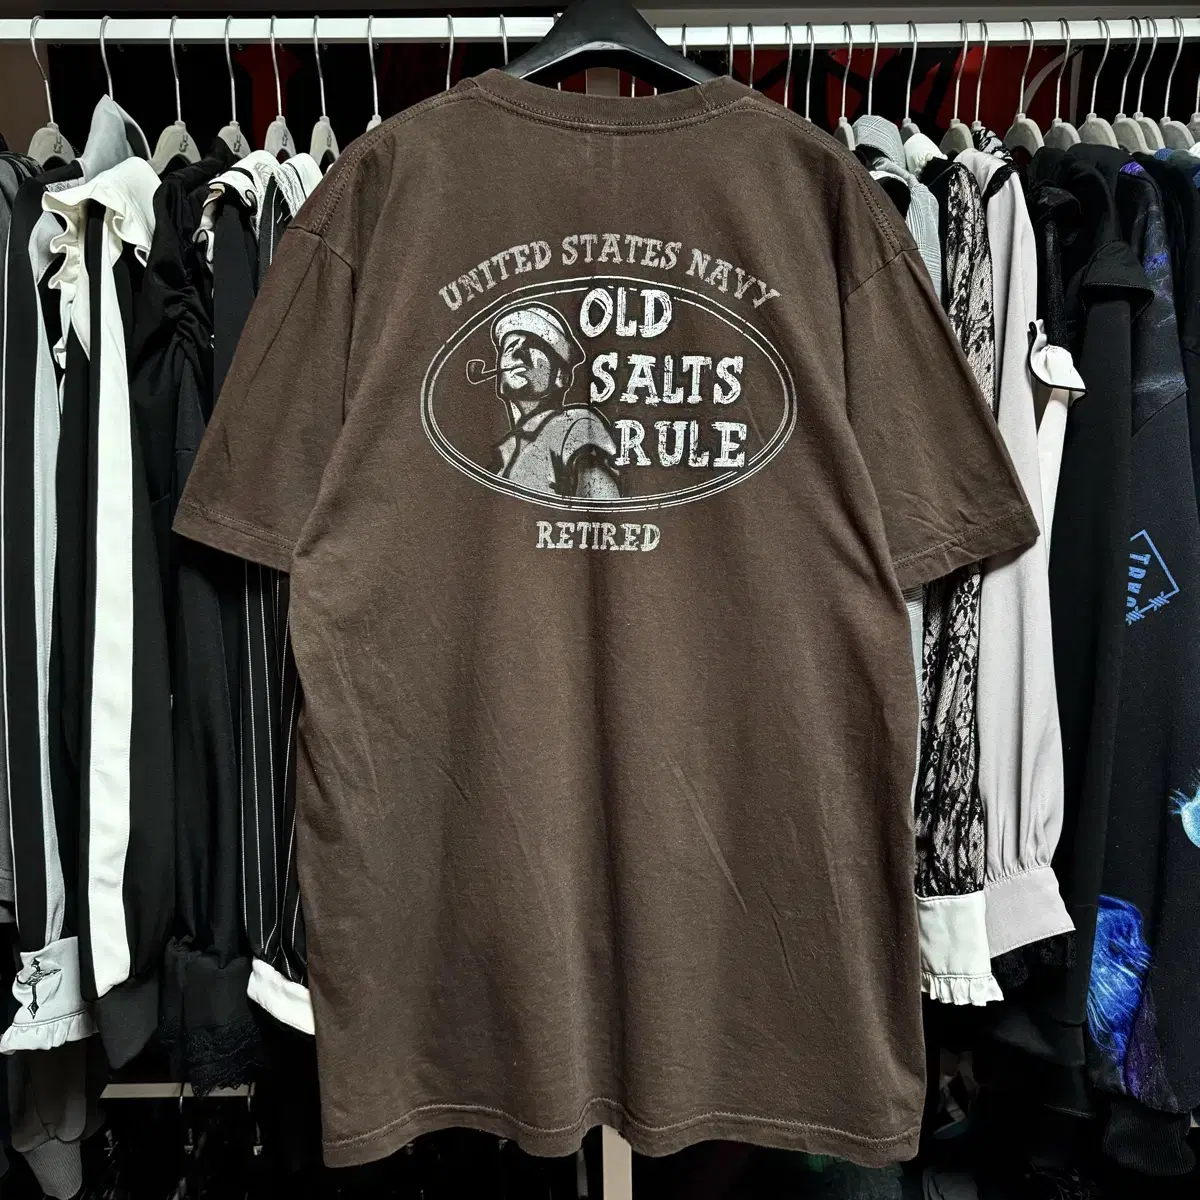 UNITED STATES NAVY
OLD
SALTS
RULE
RETIRED